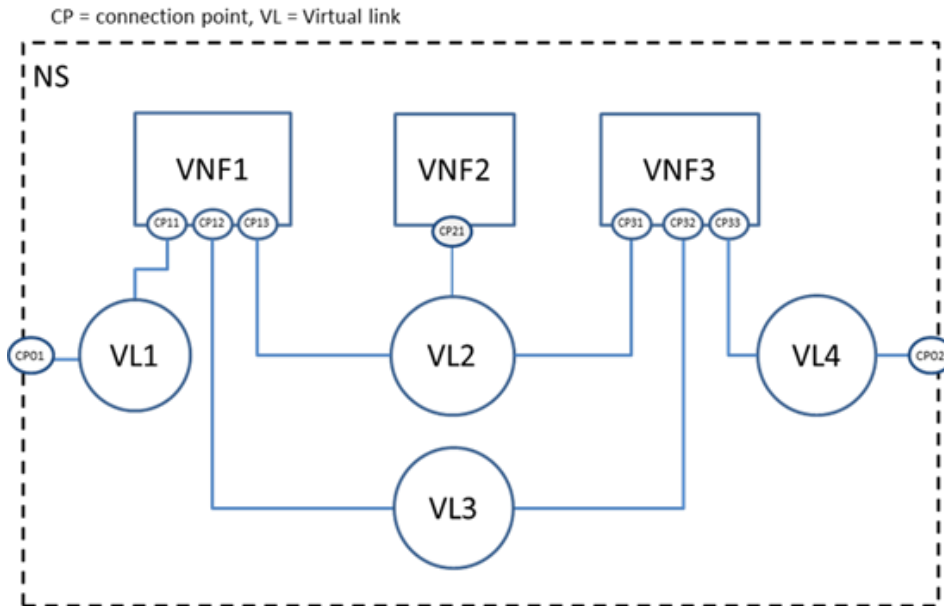 CP = connection point, VL = Virtual link
NS
VNF1
VNF2
VNF3
CP11
CP12
CP13
CP21
CP31
CP32
CP33
CP01
VL1
VL2
VL4
CP02
VL3